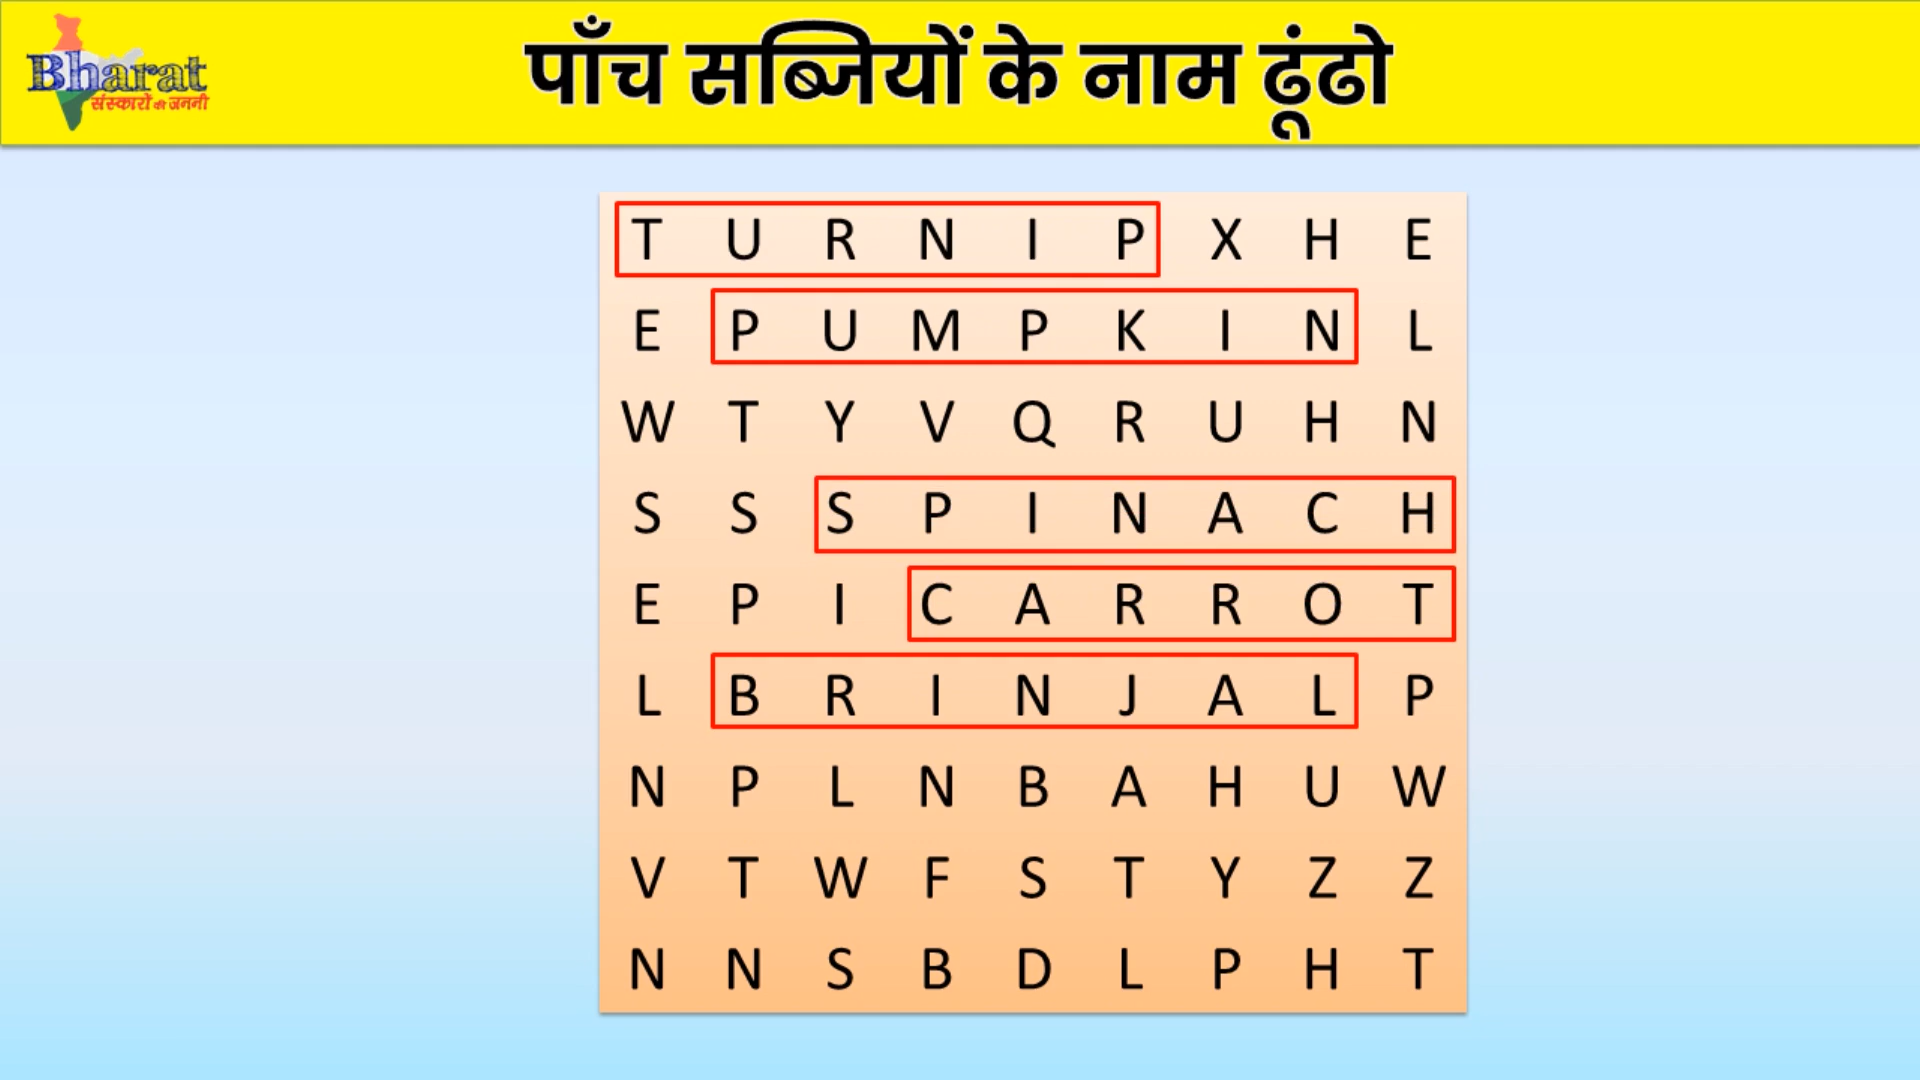 Bharat
संस्कारों की जननी
पाँच सब्जियों के नाम ढूंढो
T U R N I P X H E
E P U M P K I N L
W T Y V Q R U H N
S S S P I N A C H
E P I C A R R O T
L B R I N J A L P
N P L N B A H U W
V T W F S T Y Z Z
N N S B D L P H T